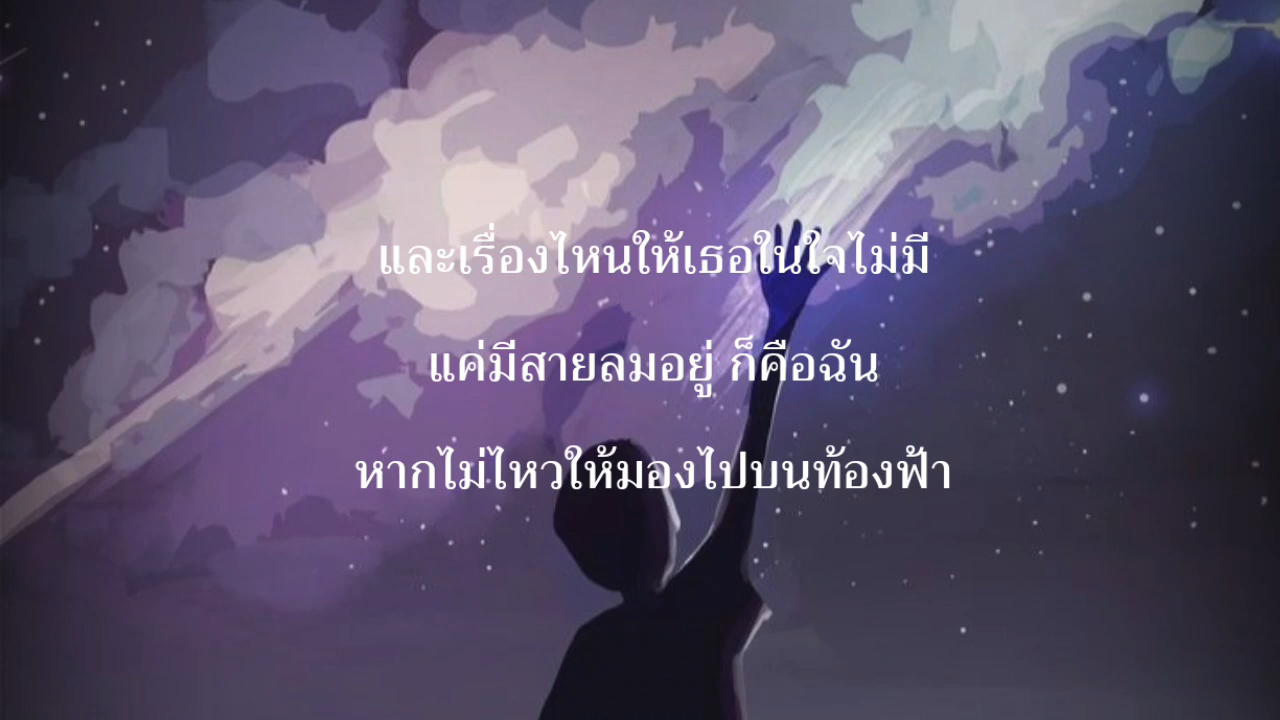 และเรื่องไหนให้เธอในใจไม่มี
แค่มีสายลมอยู่ ก็คือฉัน
หากไม่ไหวให้มองไปบนท้องฟ้า